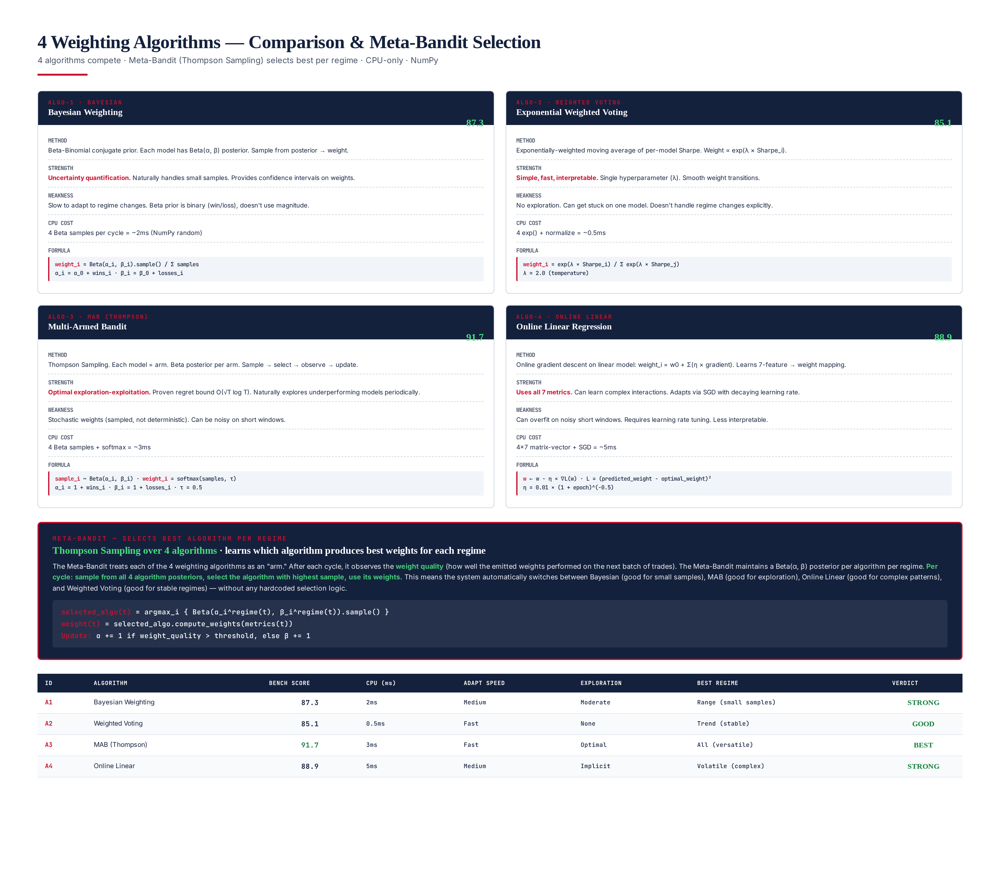 4 Weighting Algorithms — Comparison & Meta-Bandit Selection
4 algorithms compete · Meta-Bandit (Thompson Sampling) selects best per regime · CPU-only · NumPy
ALGO-1 · BAYESIAN
Bayesian Weighting
87.3
METHOD
Beta-Binomial conjugate prior. Each model has Beta(α, β) posterior. Sample from posterior → weight.
STRENGTH
Uncertainty quantification. Naturally handles small samples. Provides confidence intervals on weights.
WEAKNESS
Slow to adapt to regime changes. Beta prior is binary (win/loss), doesn't use magnitude.
CPU COST
4 Beta samples per cycle = ~2ms (NumPy random)
FORMULA
weight_i = Beta(α_i, β_i).sample() / Σ samples
α_i = α_0 + wins_i · β_i = β_0 + losses_i
ALGO-2 · WEIGHTED VOTING
Exponential Weighted Voting
85.1
METHOD
Exponentially-weighted moving average of per-model Sharpe. Weight ∝ exp(λ × Sharpe_i).
STRENGTH
Simple, fast, interpretable. Single hyperparameter (λ). Smooth weight transitions.
WEAKNESS
No exploration. Can get stuck on one model. Doesn't handle regime changes explicitly.
CPU COST
4 exp() + normalize = ~0.5ms
FORMULA
weight_i = exp(λ × Sharpe_i) / Σ exp(λ × Sharpe_j)
λ = 2.0 (temperature)
ALGO-3 · MAB (THOMPSON)
Multi-Armed Bandit
91.7
METHOD
Thompson Sampling. Each model = arm. Beta posterior per arm. Sample → select → observe → update.
STRENGTH
Optimal exploration-exploitation. Proven regret bound O(√T log T). Naturally explores underperforming models periodically.
WEAKNESS
Stochastic weights (sampled, not deterministic). Can be noisy on short windows.
CPU COST
4 Beta samples + softmax = ~3ms
FORMULA
sample_i ~ Beta(α_i, β_i) · weight_i = softmax(samples, τ)
α_i = 1 + wins_i · β_i = 1 + losses_i · τ = 0.5
ALGO-4 · ONLINE LINEAR
Online Linear Regression
88.9
METHOD
Online gradient descent on linear model: weight_i = w0 + Σ(η × gradient). Learns 7-feature → weight mapping.
STRENGTH
Uses all 7 metrics. Can learn complex interactions. Adapts via SGD with decaying learning rate.
WEAKNESS
Can overfit on noisy short windows. Requires learning rate tuning. Less interpretable.
CPU COST
4×7 matrix-vector + SGD = ~5ms
FORMULA
w ← w - η × ∇L(w) · L = (predicted_weight - optimal_weight)²
η = 0.01 × (1 + epoch)^(-0.5)
META-BANDIT — SELECTS BEST ALGORITHM PER REGIME
Thompson Sampling over 4 algorithms · learns which algorithm produces best weights for each regime
The Meta-Bandit treats each of the 4 weighting algorithms as an "arm." After each cycle, it observes the weight quality (how well the emitted weights performed on the next batch of trades). The Meta-Bandit maintains a Beta(α, β) posterior per algorithm per regime. Per
cycle: sample from all 4 algorithm posteriors, select the algorithm with highest sample, use its weights. This means the system automatically switches between Bayesian (good for small samples), MAB (good for exploration), Online Linear (good for complex patterns),
and Weighted Voting (good for stable regimes) — without any hardcoded selection logic.
selected_algo(t) = argmax_i { Beta(α_i^regime(t), β_i^regime(t)).sample() }
weight(t) = selected_algo.compute_weights(metrics(t))
Update: α += 1 if weight_quality > threshold, else β += 1
ID ALGORITHM BENCH SCORE CPU (ms) ADAPT SPEED EXPLORATION BEST REGIME VERDICT
A1 Bayesian Weighting 87.3 2ms Medium Moderate Range (small samples) STRONG
A2 Weighted Voting 85.1 0.5ms Fast None Trend (stable) GOOD
A3 MAB (Thompson) 91.7 3ms Fast Optimal All (versatile) BEST
A4 Online Linear 88.9 5ms Medium Implicit Volatile (complex) STRONG